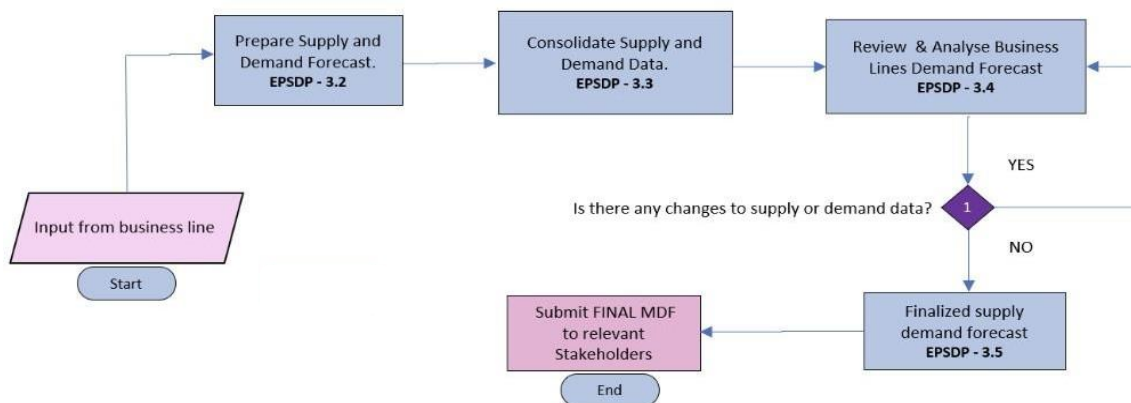 Prepare Supply and
Demand Forecast.
EPSDP - 3.2
Consolidate Supply and
Demand Data.
EPSDP - 3.3
Review & Analyse Business
Lines Demand Forecast
EPSDP - 3.4
YES
Input from business line
Is there any changes to supply or demand data?
1
Start
NO
Submit FINAL MDF
to relevant
Stakeholders
Finalized supply
demand forecast
EPSDP - 3.5
End